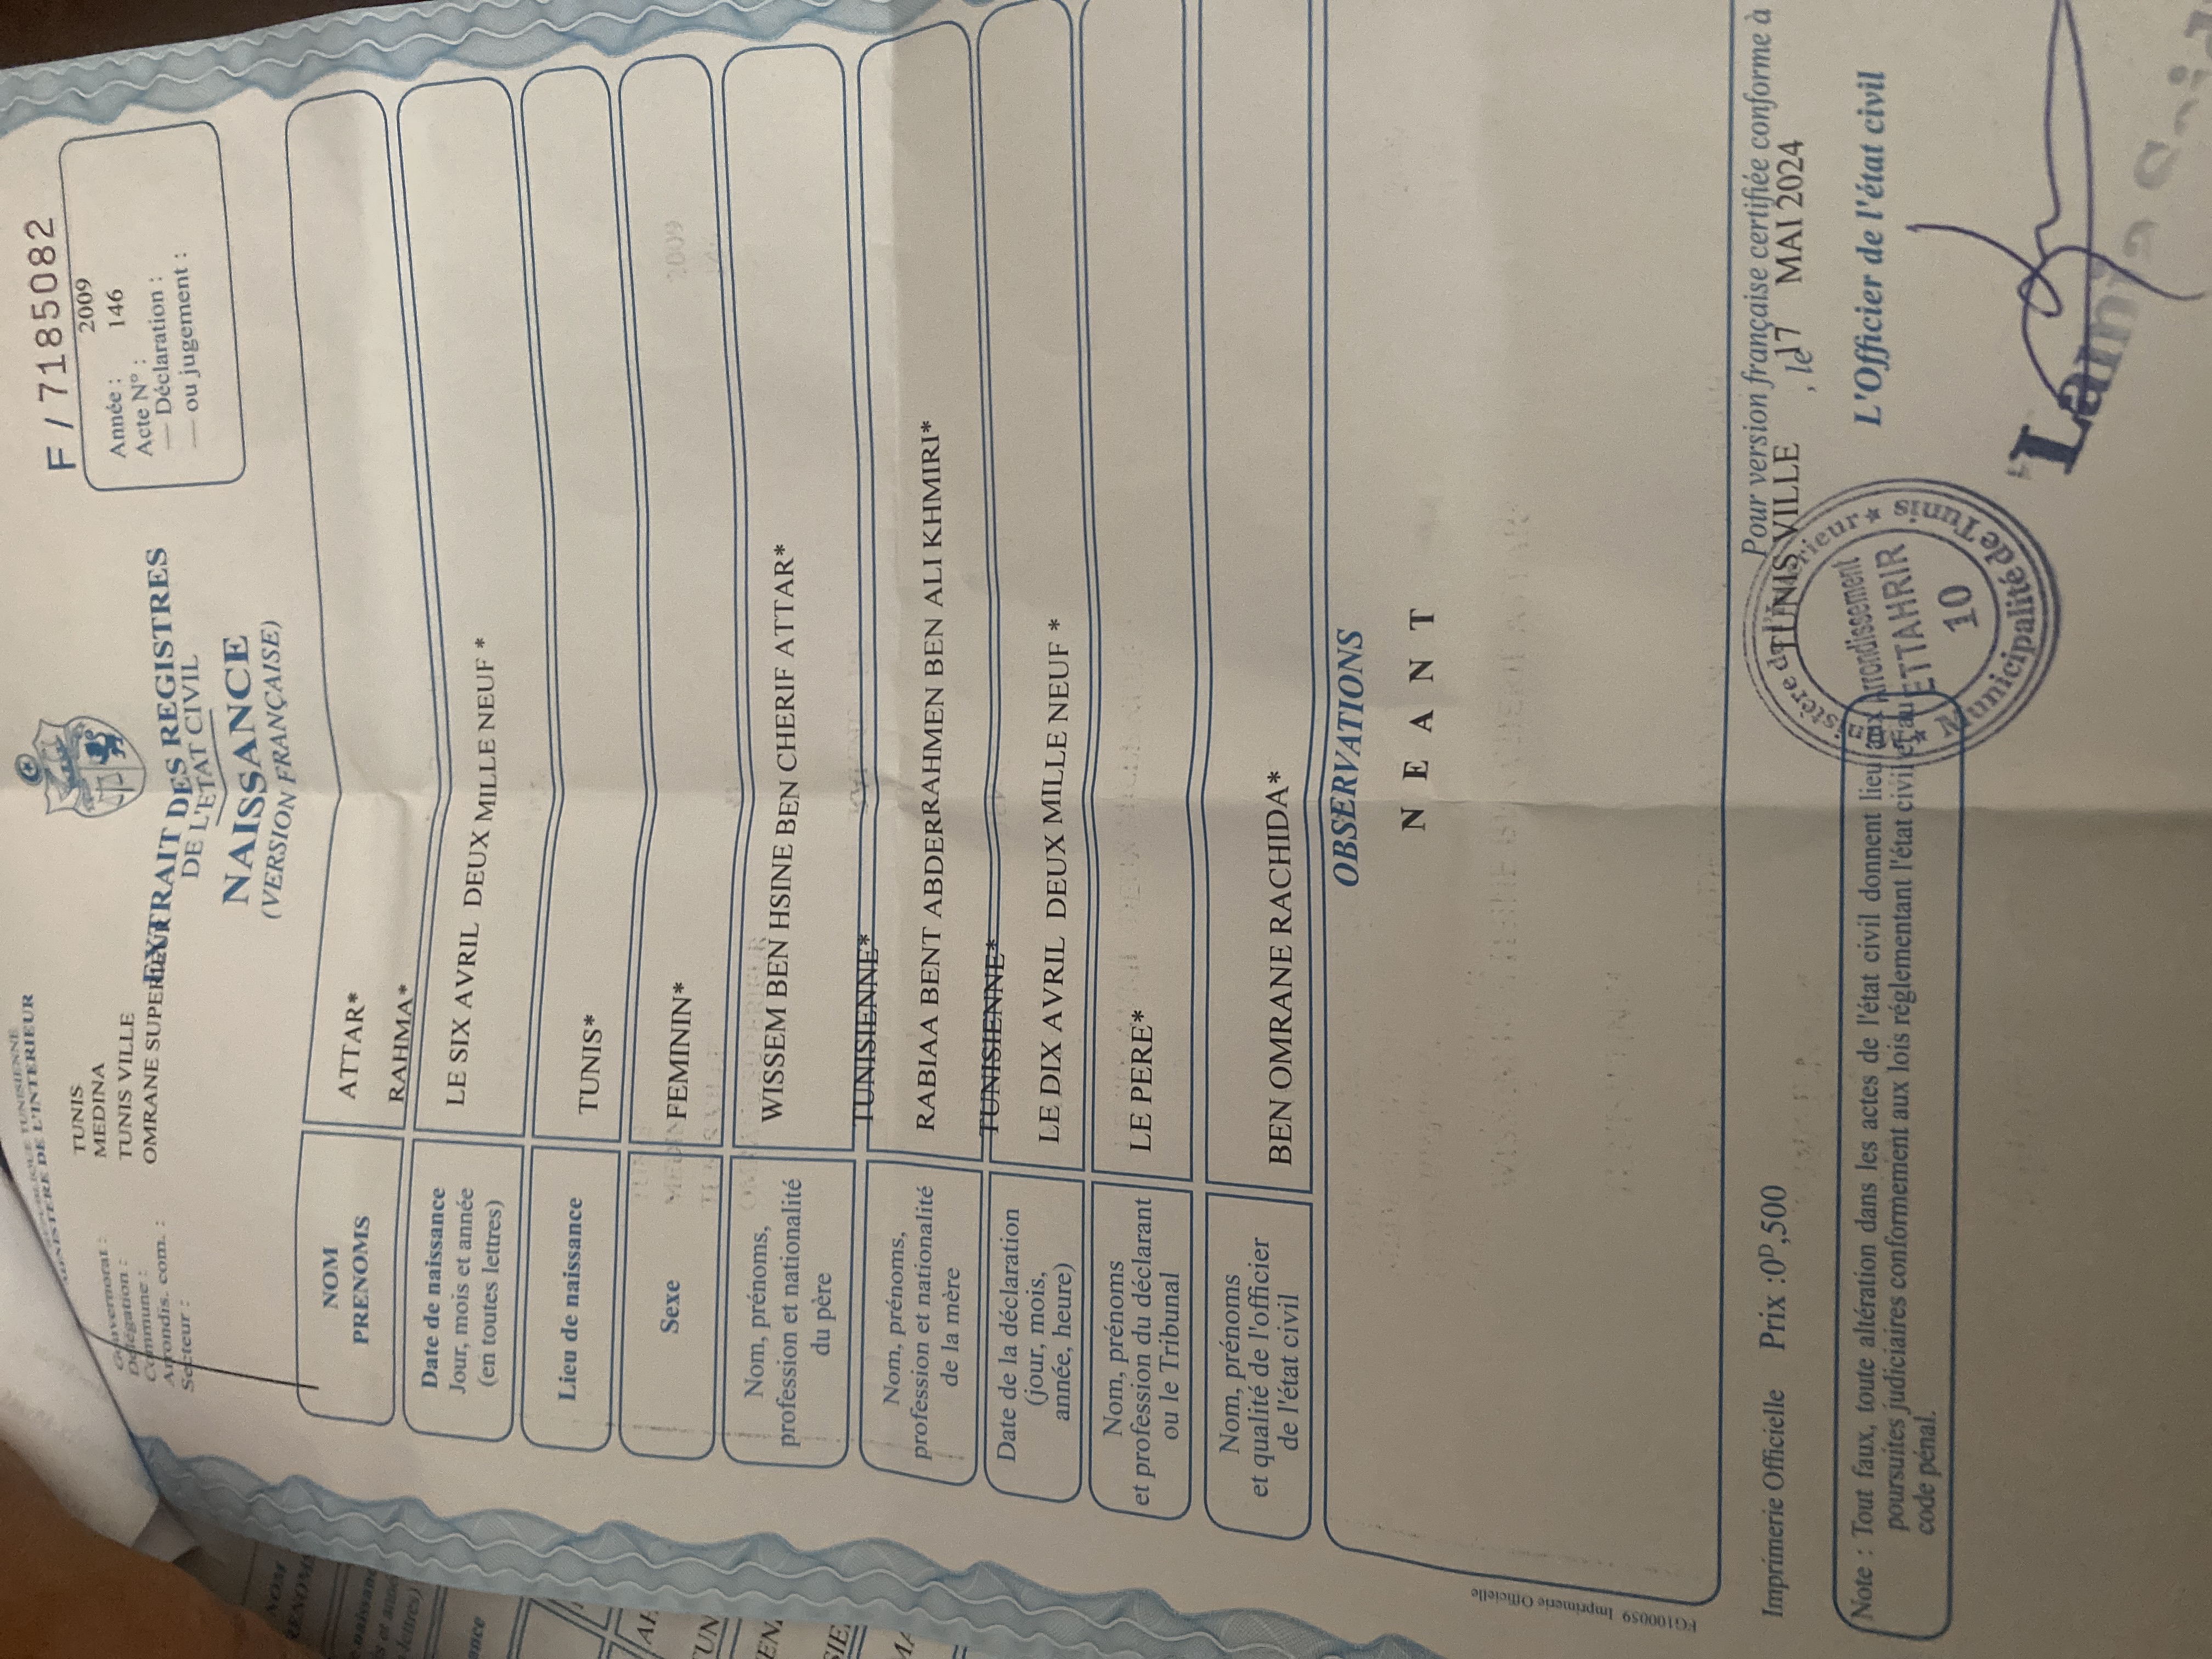 REPUBLIQUE TUNISIENNE
MINISTERE DE L'INTERIEUR
Gouvernorat : TUNIS
Délégation : MEDINA
Commune : TUNIS VILLE
Arrondis. com. : OMRANE SUPERIEUR
Secteur :
EXTRAIT DES REGISTRES
DE L'ETAT CIVIL
NAISSANCE
(VERSION FRANÇAISE)
F / 7185082
Année : 2009
Acte N° : 146
— Déclaration :
— ou jugement :
NOM ATTAR*
PRENOMS RAHMA*
Date de naissance
Jour, mois et année
(en toutes lettres)
LE SIX AVRIL DEUX MILLE NEUF *
Lieu de naissance
TUNIS*
Sexe
FEMININ*
Nom, prénoms,
profession et nationalité
du père
WISSEM BEN HSINE BEN CHERIF ATTAR*
TUNISIENNE*
Nom, prénoms,
profession et nationalité
de la mère
RABIAA BENT ABDERRAHMEN BEN ALI KHMIRI*
TUNISIENNE*
Date de la déclaration
(jour, mois,
année, heure)
LE DIX AVRIL DEUX MILLE NEUF *
Nom, prénoms
et profession du déclarant
ou le Tribunal
LE PERE*
Nom, prénoms
et qualité de l'officier
de l'état civil
BEN OMRANE RACHIDA*
OBSERVATIONS
N E A N T
FG100059 Imprimerie Officielle
Imprimerie Officielle Prix :0D,500
Pour version française certifiée conforme à
TUNIS VILLE , le 17 MAI 2024
L'Officier de l'état civil
Arrondissement
ETTAHRIR
10
★ Municipalité de Tunis ★
Note : Tout faux, toute altération dans les actes de l'état civil donnent lieu aux
poursuites judiciaires conformement aux lois réglementant l'état civil et au
code pénal.